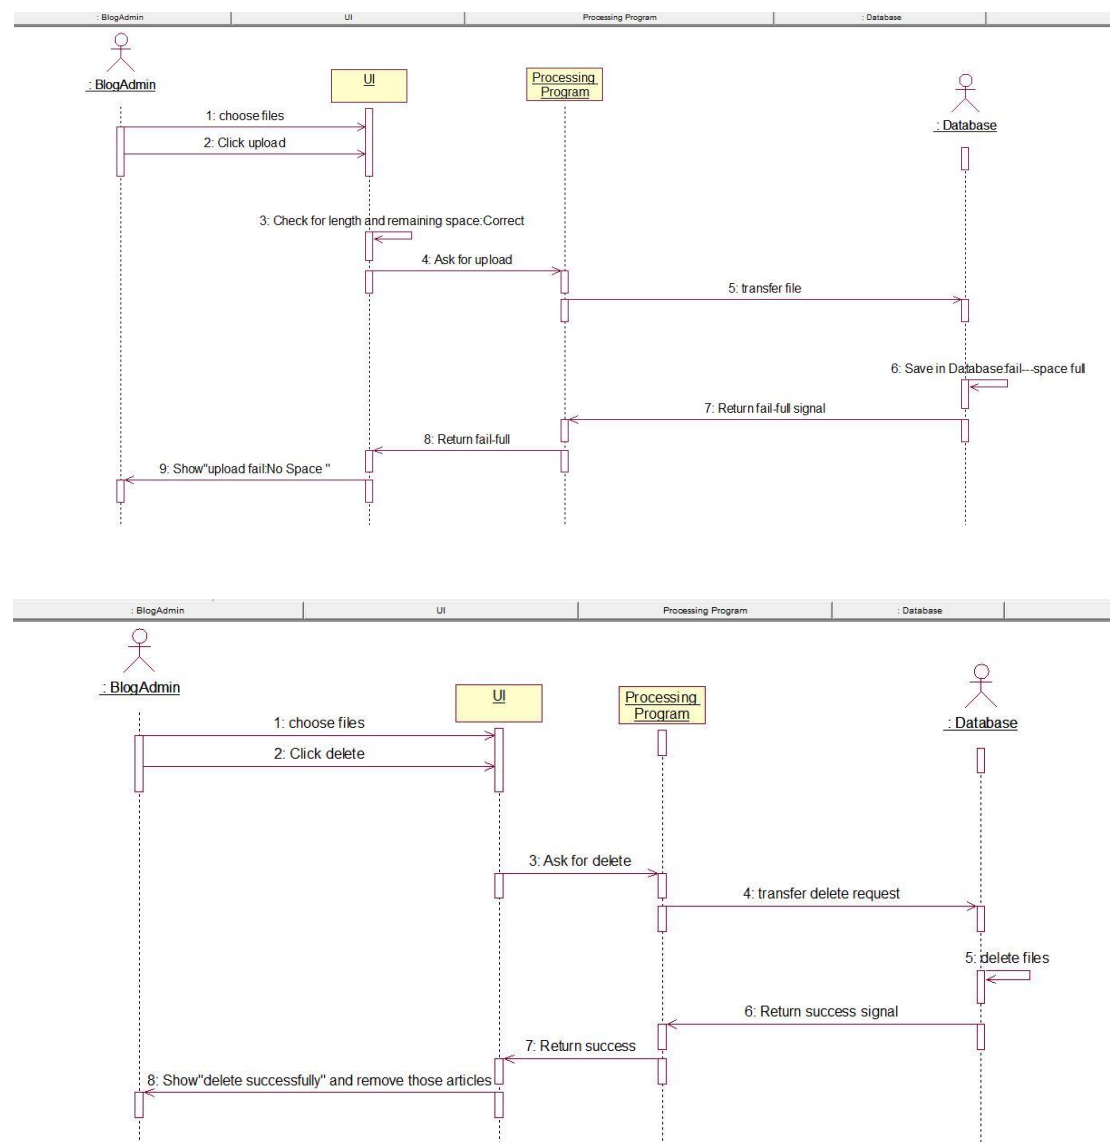 : BlogAdmin
UI
Processing Program
: Database
: BlogAdmin
UI
Processing
Program
: Database
1: choose files
2: Click upload
3: Check for length and remaining space:Correct
4: Ask for upload
5: transfer file
6: Save in Database:fail---space full
7: Return fail-full signal
8: Return fail-full
9: Show"upload fail:No Space "
: BlogAdmin
UI
Processing Program
: Database
: BlogAdmin
UI
Processing
Program
: Database
1: choose files
2: Click delete
3: Ask for delete
4: transfer delete request
5: delete files
6: Return success signal
7: Return success
8: Show"delete successfully" and remove those articles